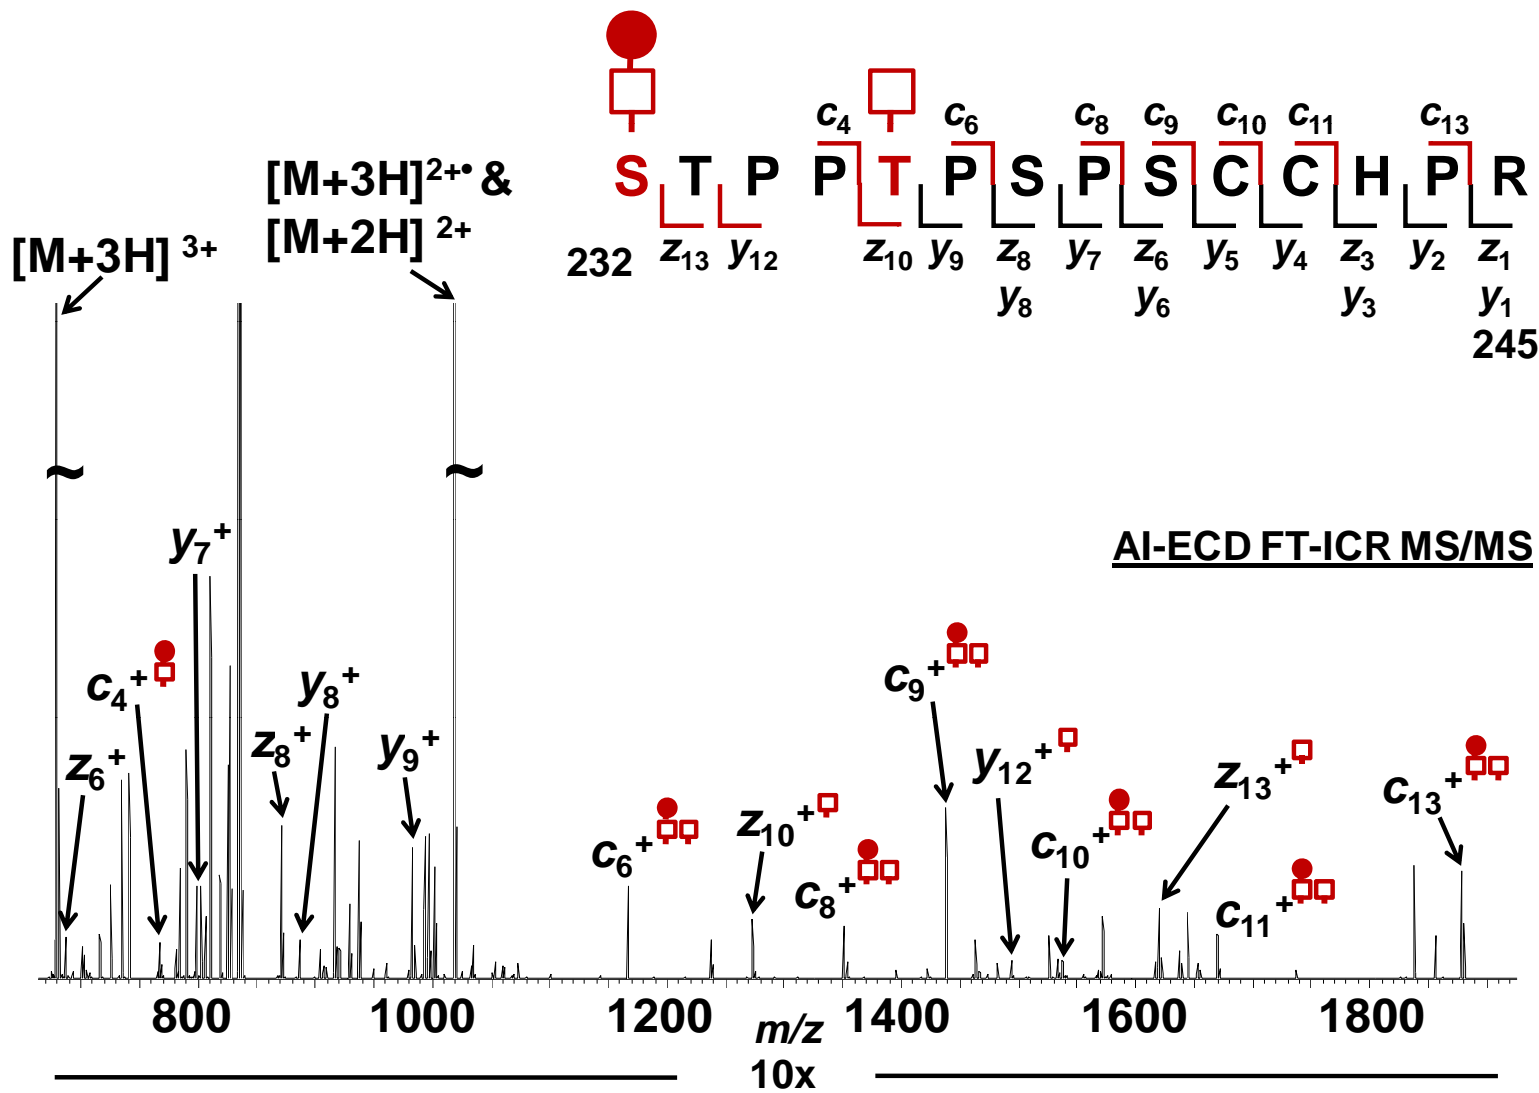 c4 c6 c8 c9 c10 c11 c13
S T P P T P S P S C C H P R
232 z13 y12 z10 y9 z8 y7 z6 y5 y4 z3 y2 z1
y8 y6 y3 y1
245
[M+3H]2+• &
[M+2H] 2+
[M+3H] 3+
AI-ECD FT-ICR MS/MS
y7+
c4+
z6+
y8+
z8+
y9+
c6+
z10+
c8+
c9+
y12+
c10+
z13+
c11+
c13+
~ ~
800 1000 1200 1400 1600 1800
m/z
10x